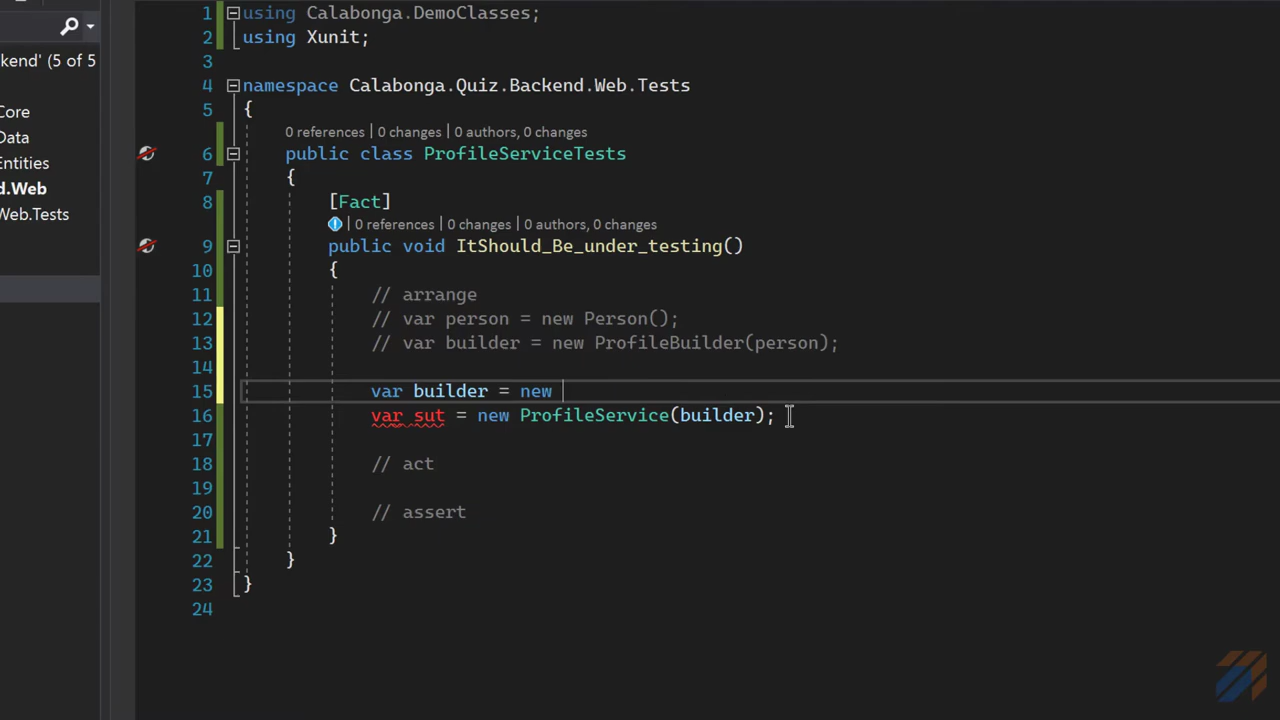 1 using Calabonga.DemoClasses;
2 using Xunit;
3
kend' (5 of 5
4 namespace Calabonga.Quiz.Backend.Web.Tests
5 {
Core
0 references | 0 changes | 0 authors, 0 changes
Data
6 public class ProfileServiceTests
Entities
7 {
d.Web
8 [Fact]
Web.Tests
0 references | 0 changes | 0 authors, 0 changes
9 public void ItShould_Be_under_testing()
10 {
11 // arrange
12 // var person = new Person();
13 // var builder = new ProfileBuilder(person);
14
15 var builder = new
16 var sut = new ProfileService(builder);
17
18 // act
19
20 // assert
21 }
22 }
23 }
24